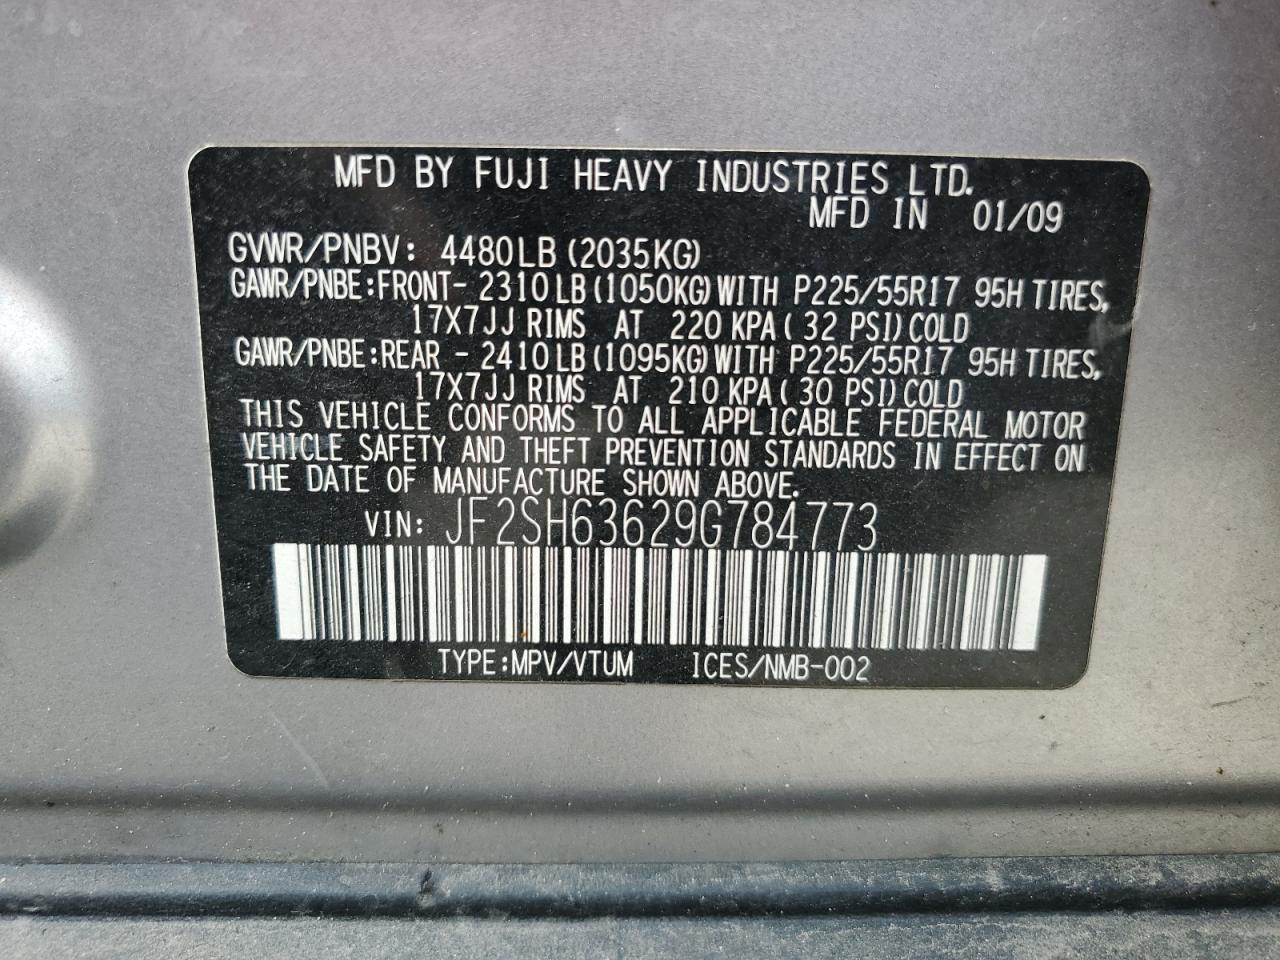 MFD BY FUJI HEAVY INDUSTRIES LTD.
MFD IN 01/09
GVWR/PNBV: 4480LB (2035KG)
GAWR/PNBE:FRONT- 2310 LB (1050KG) WITH P225/55R17 95H TIRES,
17X7JJ RIMS AT 220 KPA ( 32 PSI) COLD
GAWR/PNBE:REAR - 2410 LB (1095KG) WITH P225/55R17 95H TIRES,
17X7JJ RIMS AT 210 KPA ( 30 PSI) COLD
THIS VEHICLE CONFORMS TO ALL APPLICABLE FEDERAL MOTOR
VEHICLE SAFETY AND THEFT PREVENTION STANDARDS IN EFFECT ON
THE DATE OF MANUFACTURE SHOWN ABOVE.
VIN: JF2SH63629G784773
TYPE:MPV/VTUM ICES/NMB-002